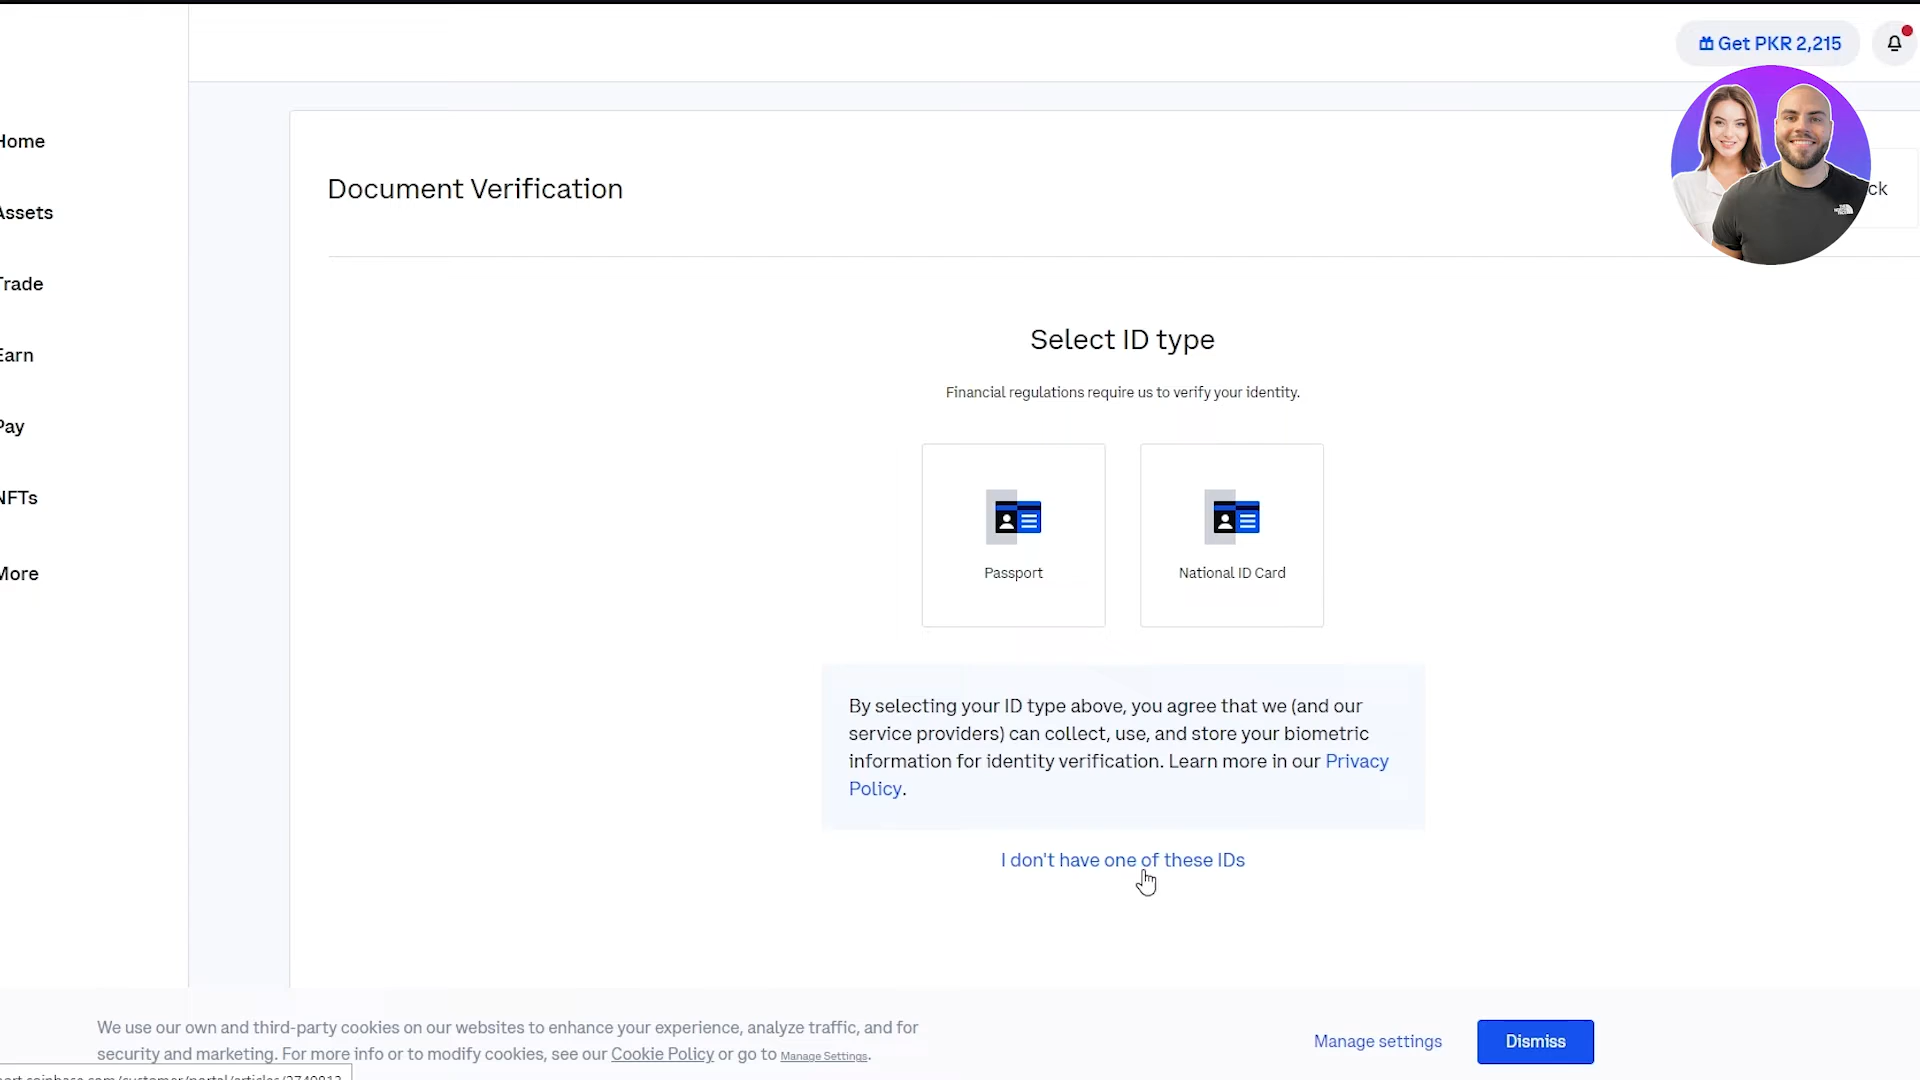 Get PKR 2,215
Home
Assets
Trade
Earn
Pay
NFTs
More
Document Verification
ck
Select ID type
Financial regulations require us to verify your identity.
Passport
National ID Card
By selecting your ID type above, you agree that we (and our
service providers) can collect, use, and store your biometric
information for identity verification. Learn more in our Privacy
Policy.
I don't have one of these IDs
We use our own and third-party cookies on our websites to enhance your experience, analyze traffic, and for
security and marketing. For more info or to modify cookies, see our Cookie Policy or go to Manage Settings.
Manage settings
Dismiss